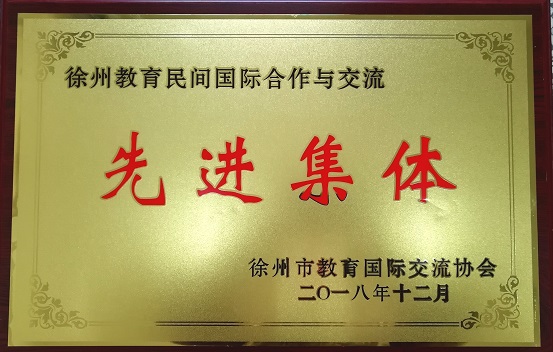 徐州教育民间国际合作与交流
先进集体
徐州市教育国际交流协会
二〇一八年十二月